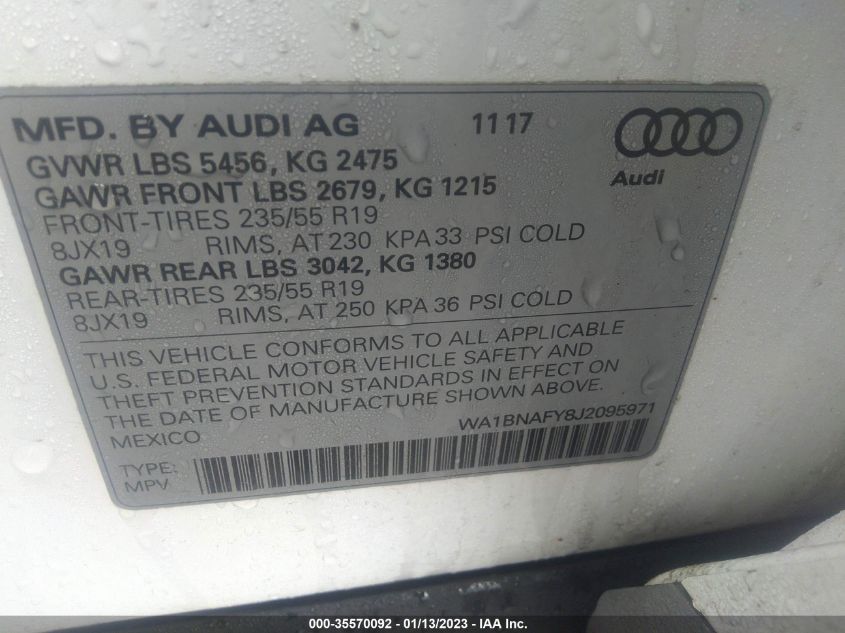 MFD. BY AUDI AG 11 17
Audi
GVWR LBS 5456, KG 2475
GAWR FRONT LBS 2679, KG 1215
FRONT-TIRES 235/55 R19
8JX19 RIMS, AT 230 KPA 33 PSI COLD
GAWR REAR LBS 3042, KG 1380
REAR-TIRES 235/55 R19
8JX19 RIMS, AT 250 KPA 36 PSI COLD
THIS VEHICLE CONFORMS TO ALL APPLICABLE
U.S. FEDERAL MOTOR VEHICLE SAFETY AND
THEFT PREVENTION STANDARDS IN EFFECT ON
THE DATE OF MANUFACTURE SHOWN ABOVE.
MEXICO WA1BNAFY8J2095971
TYPE:
MPV
000-35570092 - 01/13/2023 - IAA Inc.